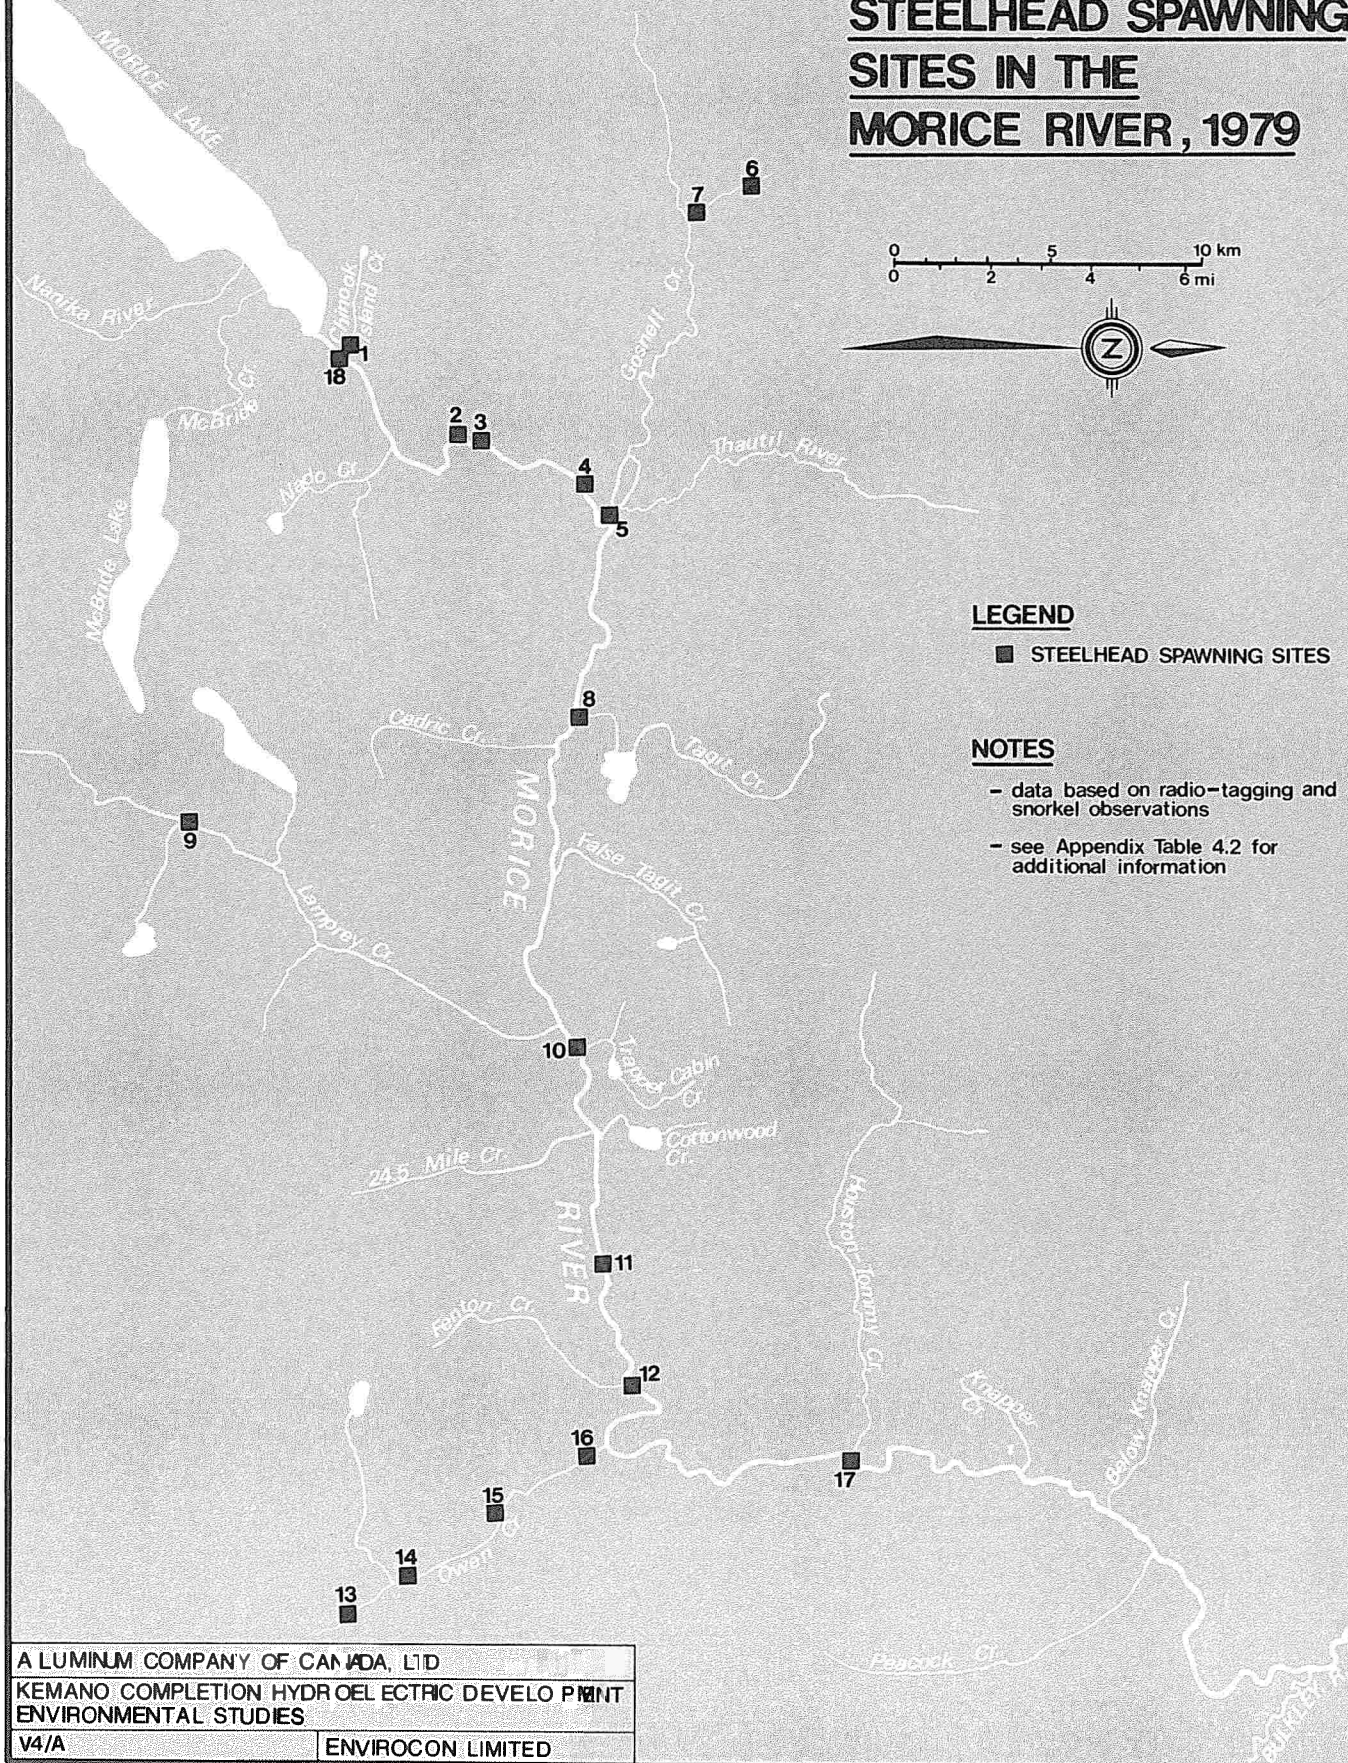 STEELHEAD SPAWNING
SITES IN THE
MORICE RIVER, 1979
0 5 10 km
0 2 4 6 mi
Z
MORICE LAKE
Nanika River
Chinook
Island Cr.
McBride
Cr.
McBride Lake
Nado Cr.
Gosnell Cr.
Thautil River
6
7
1
18
2
3
4
5
LEGEND
STEELHEAD SPAWNING SITES
NOTES
– data based on radio-tagging and
snorkel observations
– see Appendix Table 4.2 for
additional information
8
Cedric Cr.
Tagit Cr.
MORICE
9
False Tagit Cr.
Lamprey Cr.
10
Trapper Cabin
Cr.
Cottonwood
Cr.
24.5 Mile Cr.
RIVER
Houston Tommy Cr.
11
Fenton Cr.
12
Knapper
Cr.
Below Knapper Cr.
16
17
15
Owen Cr.
14
13
Peacock Cr.
BULKLEY
A LUMINUM COMPANY OF CANADA, LTD
KEMANO COMPLETION HYDROELECTRIC DEVELO PMENT
ENVIRONMENTAL STUDIES
V4/A
ENVIROCON LIMITED